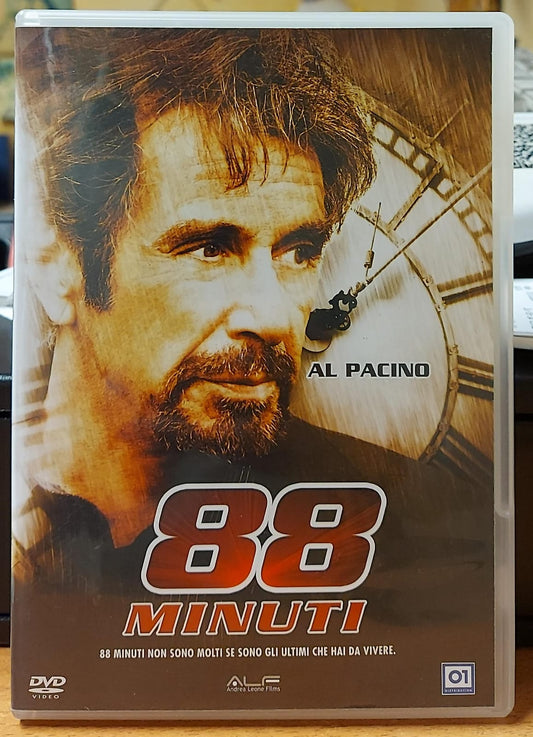 AL PACINO
88
MINUTI
88 MINUTI NON SONO MOLTI SE SONO GLI ULTIMI CHE HAI DA VIVERE.
DVD
VIDEO
ALF
Andrea Leone Films
01
DISTRIBUTION